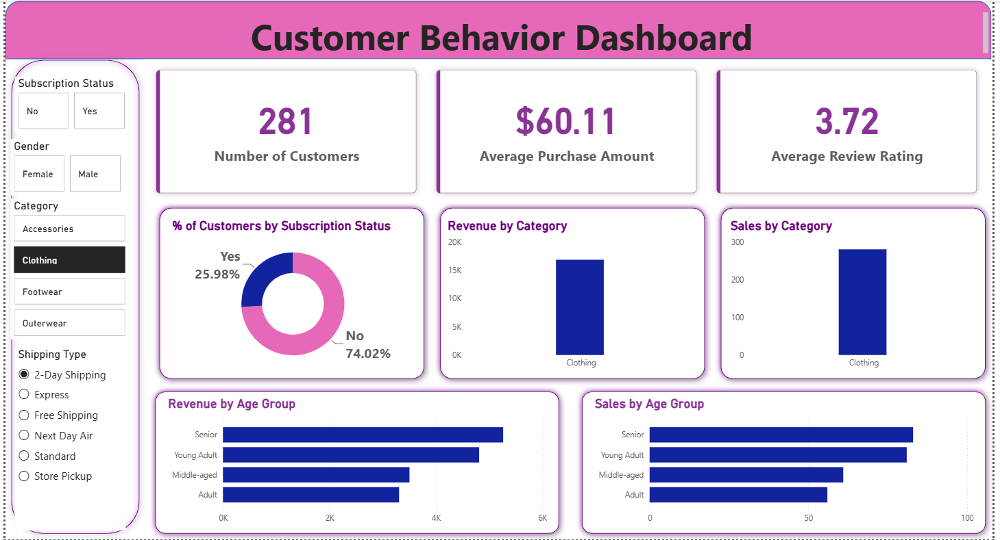 Customer Behavior Dashboard
Subscription Status
No
Yes
Gender
Female
Male
Category
Accessories
Clothing
Footwear
Outerwear
Shipping Type
2-Day Shipping
Express
Free Shipping
Next Day Air
Standard
Store Pickup
281
Number of Customers
$60.11
Average Purchase Amount
3.72
Average Review Rating
% of Customers by Subscription Status
Yes
25.98%
No
74.02%
Revenue by Category
20K
15K
10K
5K
0K
Clothing
Sales by Category
300
200
100
0
Clothing
Revenue by Age Group
Senior
Young Adult
Middle-aged
Adult
0K
2K
4K
6K
Sales by Age Group
Senior
Young Adult
Middle-aged
Adult
0
50
100